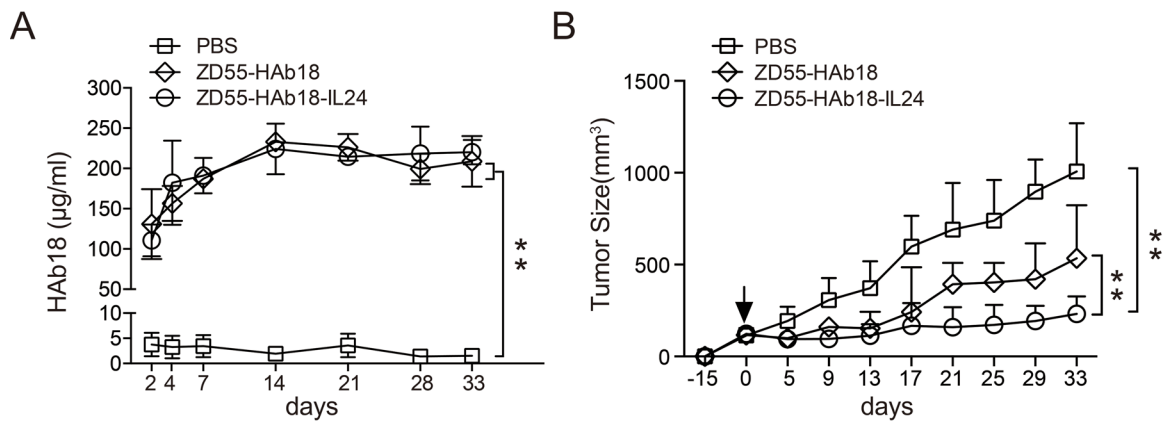 A
PBS
ZD55-HAb18
ZD55-HAb18-IL24
HAb18 (µg/ml)
300
250
200
150
100
50
10
5
0
2 4 7 14 21 28 33
days
**
B
PBS
ZD55-HAb18
ZD55-HAb18-IL24
Tumor Size(mm³)
1500
1000
500
0
-15 0 5 9 13 17 21 25 29 33
days
**
**